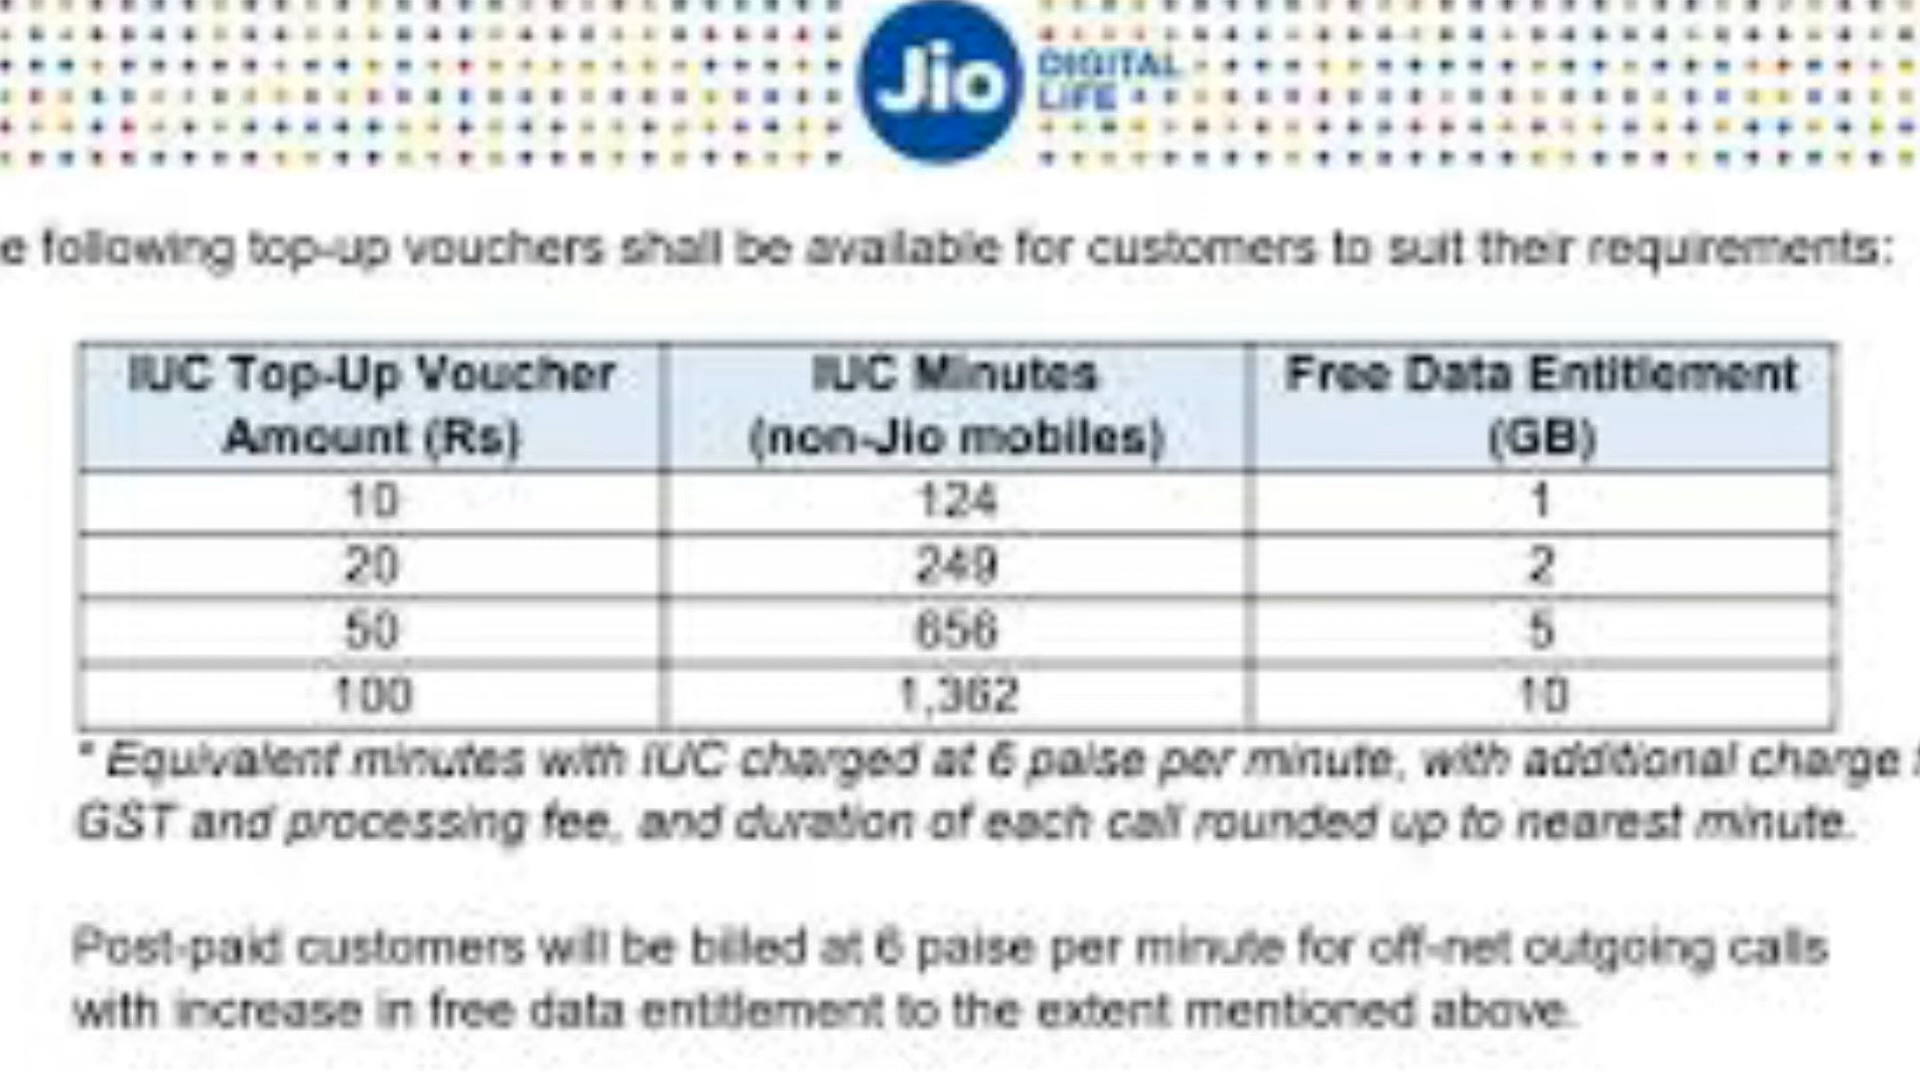 Jio
DIGITAL
LIFE
e following top-up vouchers shall be available for customers to suit their requirements:
IUC Top-Up Voucher Amount (Rs) IUC Minutes (non-Jio mobiles) Free Data Entitlement (GB)
10 124 1
20 249 2
50 656 5
100 1,362 10
* Equivalent minutes with IUC charged at 6 paise per minute, with additional charge
GST and processing fee, and duration of each call rounded up to nearest minute.
Post-paid customers will be billed at 6 paise per minute for off-net outgoing calls
with increase in free data entitlement to the extent mentioned above.